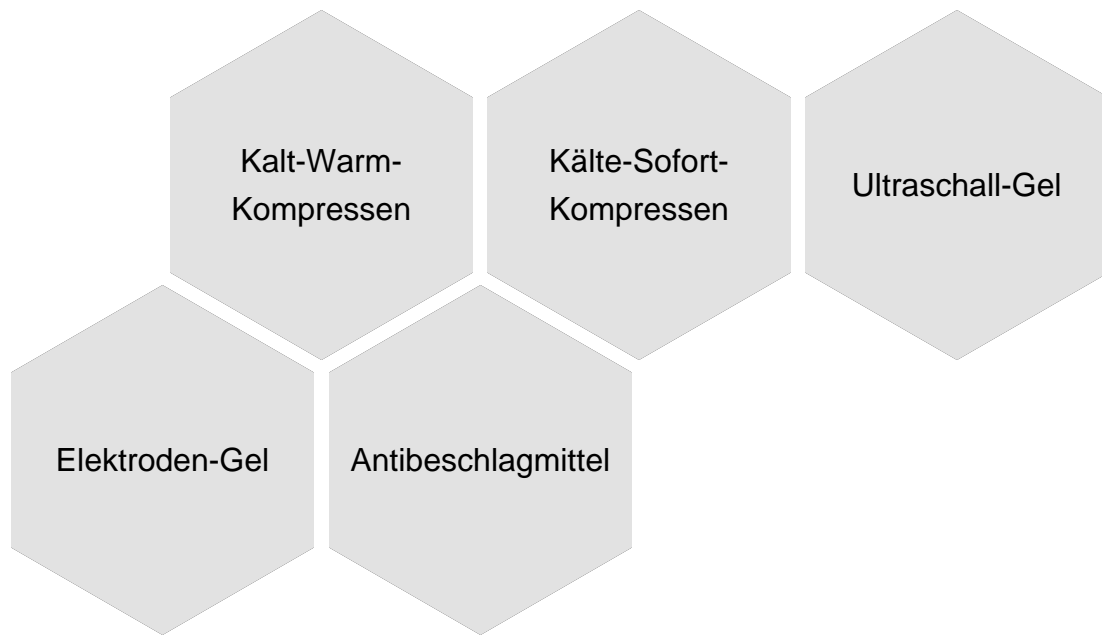 Kalt-Warm-
Kompressen
Kälte-Sofort-
Kompressen
Ultraschall-Gel
Elektroden-Gel
Antibeschlagmittel